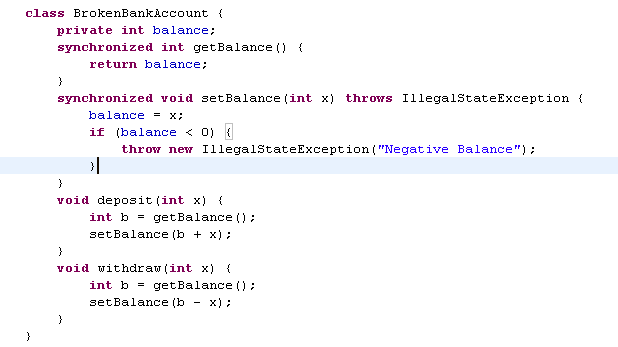 class BrokenBankAccount {
    private int balance;
    synchronized int getBalance() {
        return balance;
    }
    synchronized void setBalance(int x) throws IllegalStateException {
        balance = x;
        if (balance < 0) {
            throw new IllegalStateException("Negative Balance");
        }
    }
    void deposit(int x) {
        int b = getBalance();
        setBalance(b + x);
    }
    void withdraw(int x) {
        int b = getBalance();
        setBalance(b - x);
    }
}